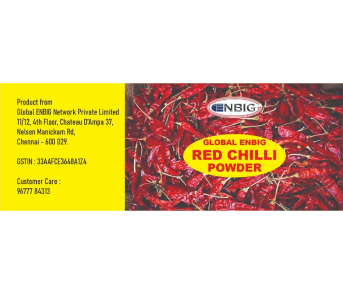 Product from
Global ENBIG Network Private Limited
11/12, 4th Floor, Chateau D'Ampa 37,
Nelson Manickam Rd,
Chennai - 600 029.
GSTIN : 33AAFCE3648A1Z4
Customer Care :
96777 84313
ENBIG
GLOBAL ENBIG
RED CHILLI
POWDER